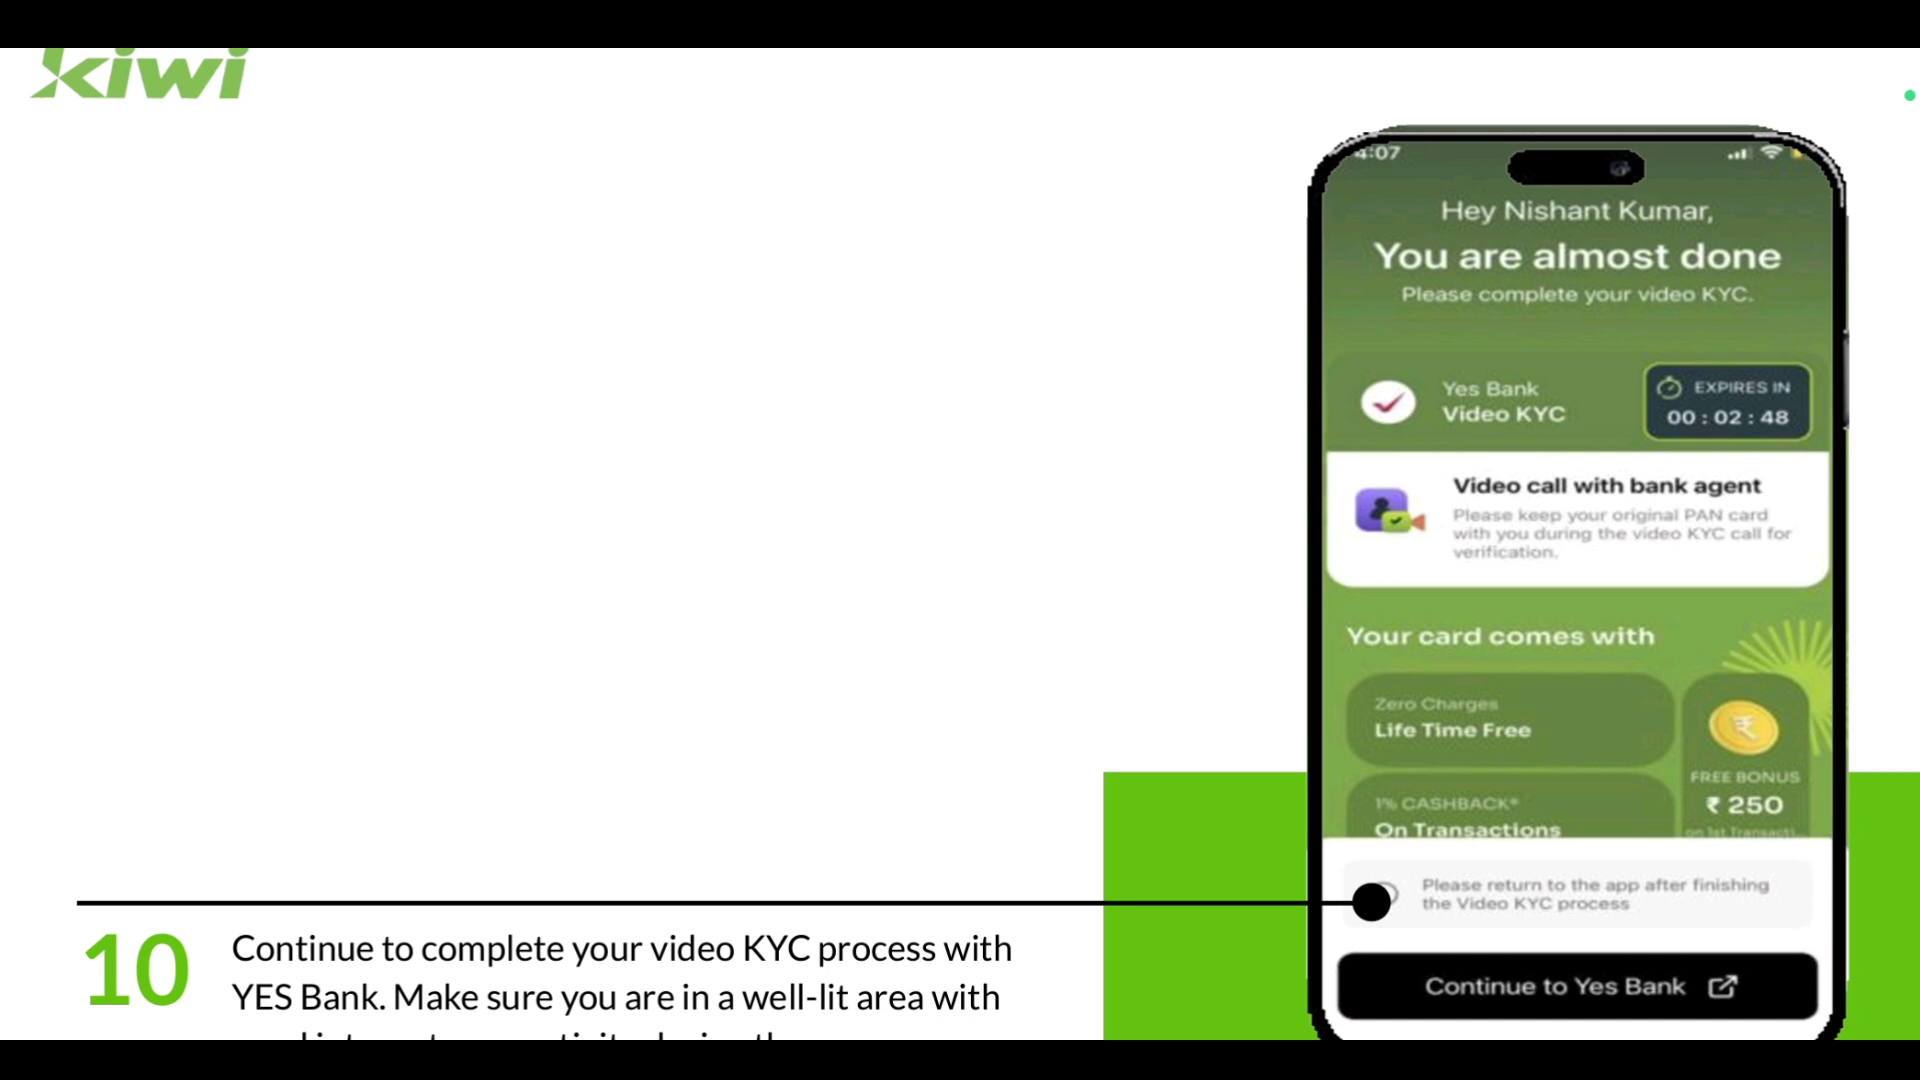 kiwi
4:07
Hey Nishant Kumar,
You are almost done
Please complete your video KYC.
Yes Bank
Video KYC
EXPIRES IN
00 : 02 : 48
Video call with bank agent
Please keep your original PAN card
with you during the video KYC call for
verification.
Your card comes with
Zero Charges
Life Time Free
1% CASHBACK*
On Transactions
FREE BONUS
₹ 250
on 1st Transacti...
Please return to the app after finishing
the Video KYC process
Continue to Yes Bank
10
Continue to complete your video KYC process with
YES Bank. Make sure you are in a well-lit area with